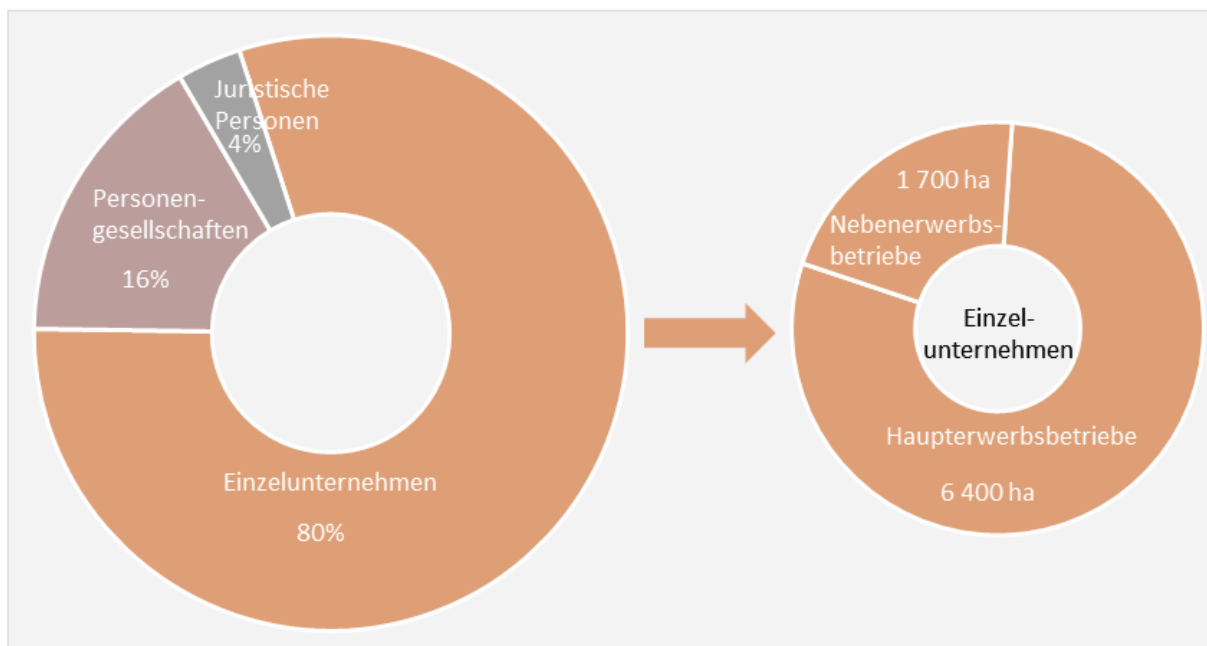 Juristische
Personen
4%
Personen-
gesellschaften
16%
Einzelunternehmen
80%
1 700 ha
Nebenerwerbs-
betriebe
Einzel-
unternehmen
Haupterwerbsbetriebe
6 400 ha